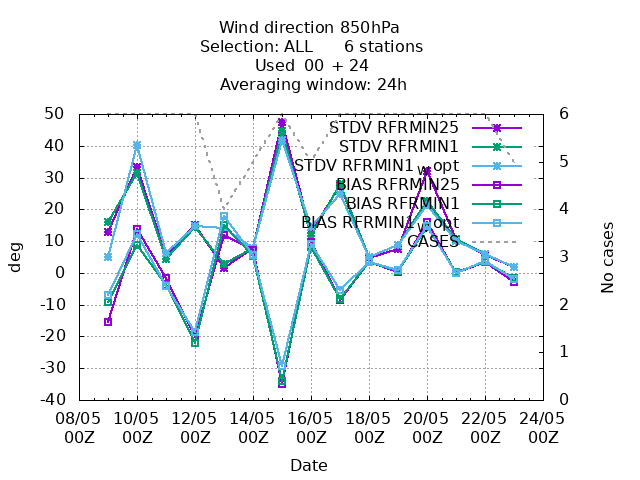 Wind direction 850hPa
Selection: ALL 6 stations
Used 00 + 24
Averaging window: 24h
STDV RFRMIN25
STDV RFRMIN1
STDV RFRMIN1_w_opt
BIAS RFRMIN25
BIAS RFRMIN1
BIAS RFRMIN1_w_opt
CASES
50
40
30
20
10
0
-10
-20
-30
-40
deg
6
5
4
3
2
1
0
No cases
08/05 10/05 12/05 14/05 16/05 18/05 20/05 22/05 24/05
00Z 00Z 00Z 00Z 00Z 00Z 00Z 00Z 00Z
Date